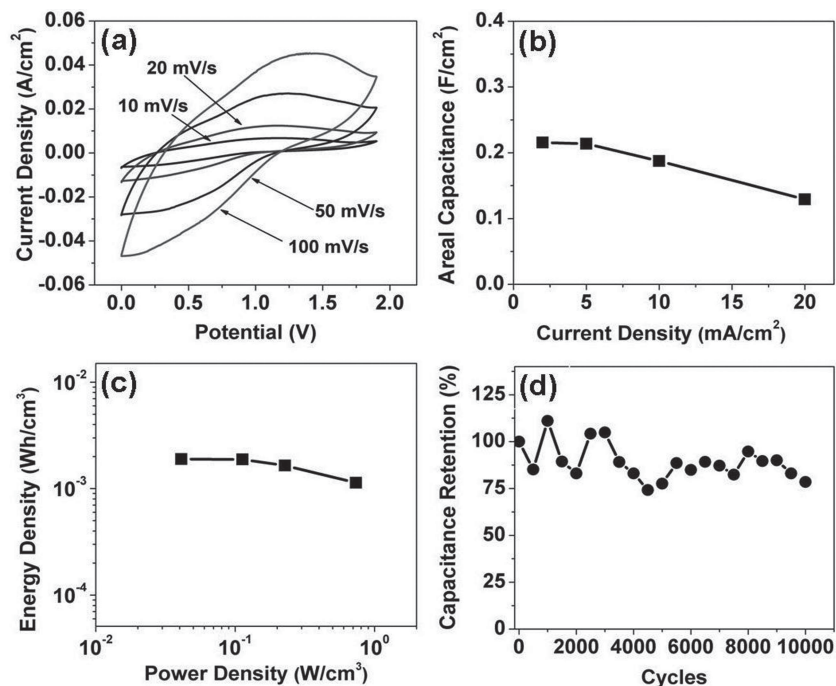 (a)
0.06
0.04
0.02
0.00
-0.02
-0.04
-0.06
Current Density (A/cm²)
20 mV/s
10 mV/s
50 mV/s
100 mV/s
0.0 0.5 1.0 1.5 2.0
Potential (V)
(b)
0.4
0.3
0.2
0.1
0.0
Areal Capacitance (F/cm²)
0 5 10 15 20
Current Density (mA/cm²)
(c)
10⁻²
10⁻³
10⁻⁴
Energy Density (Wh/cm³)
10⁻² 10⁻¹ 10⁰
Power Density (W/cm³)
(d)
125
100
75
50
25
0
Capacitance Retention (%)
0 2000 4000 6000 8000 10000
Cycles